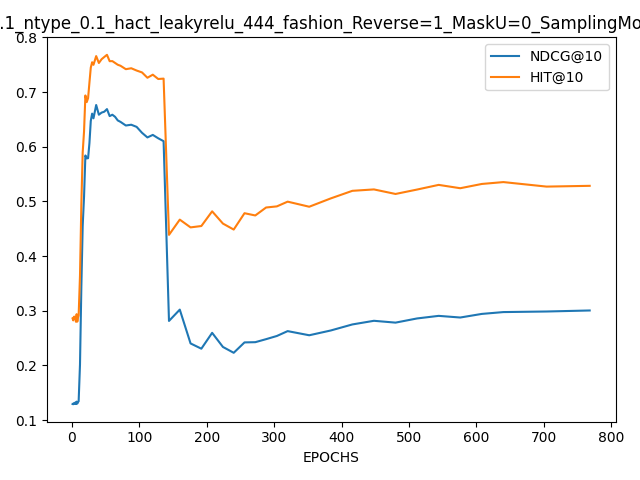 .1_ntype_0.1_hact_leakyrelu_444_fashion_Reverse=1_MaskU=0_SamplingMo
NDCG@10
HIT@10
0.8
0.7
0.6
0.5
0.4
0.3
0.2
0.1
0 100 200 300 400 500 600 700 800
EPOCHS